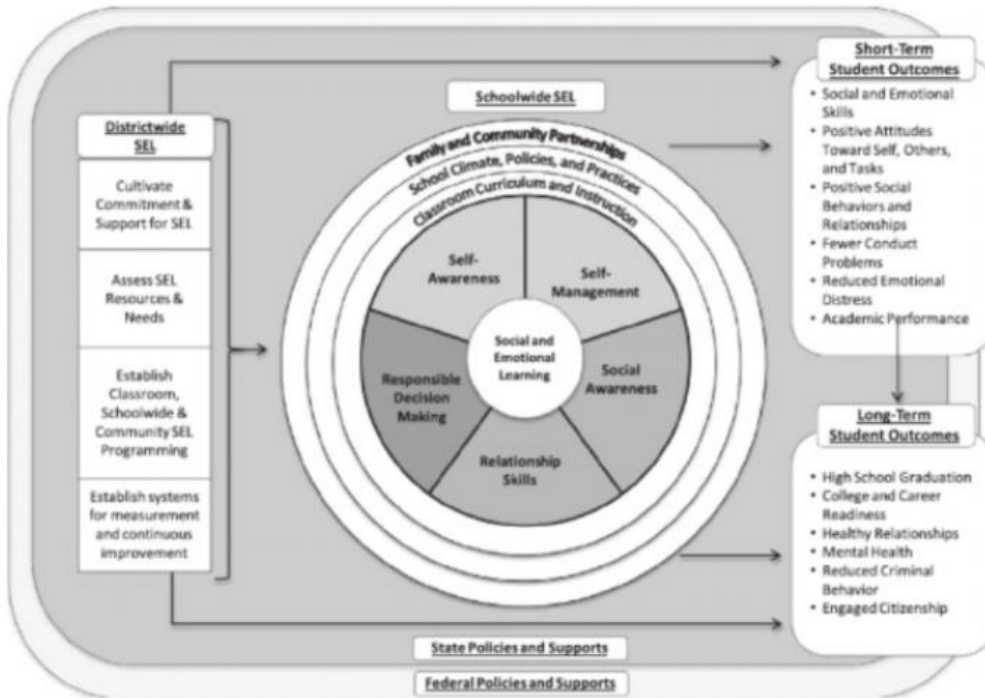 Districtwide
SEL
Cultivate
Commitment &
Support for SEL
Assess SEL
Resources &
Needs
Establish
Classroom,
Schoolwide &
Community SEL
Programming
Establish systems
for measurement
and continuous
improvement
Schoolwide SEL
Family and Community Partnerships
School Climate, Policies, and Practices
Classroom Curriculum and Instruction
Self-
Awareness
Self-
Management
Social and
Emotional
Learning
Responsible
Decision
Making
Social
Awareness
Relationship
Skills
Short-Term
Student Outcomes
• Social and Emotional
Skills
• Positive Attitudes
Toward Self, Others,
and Tasks
• Positive Social
Behaviors and
Relationships
• Fewer Conduct
Problems
• Reduced Emotional
Distress
• Academic Performance
Long-Term
Student Outcomes
• High School Graduation
• College and Career
Readiness
• Healthy Relationships
• Mental Health
• Reduced Criminal
Behavior
• Engaged Citizenship
State Policies and Supports
Federal Policies and Supports